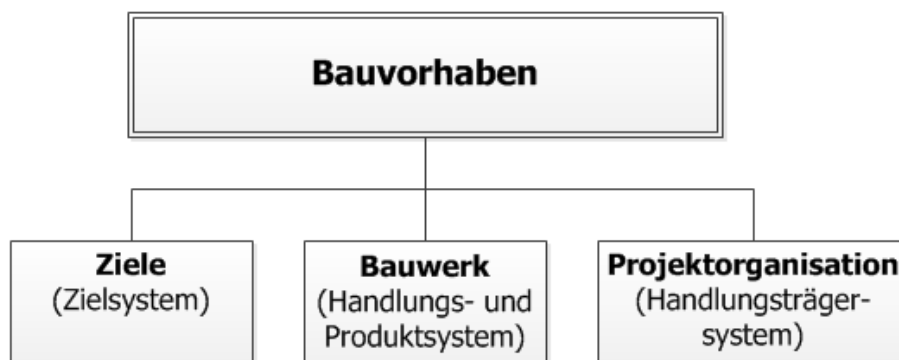 Bauvorhaben
Ziele
(Zielsystem)
Bauwerk
(Handlungs- und
Produktsystem)
Projektorganisation
(Handlungsträger-
system)